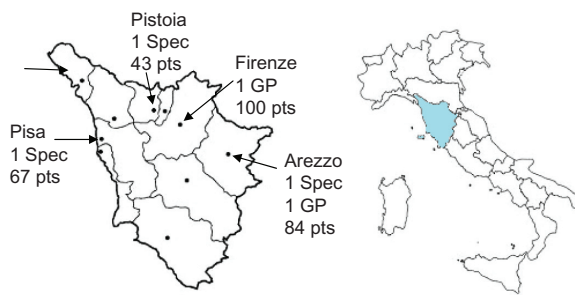 Pistoia
1 Spec
43 pts
Firenze
1 GP
100 pts
Pisa
1 Spec
67 pts
Arezzo
1 Spec
1 GP
84 pts